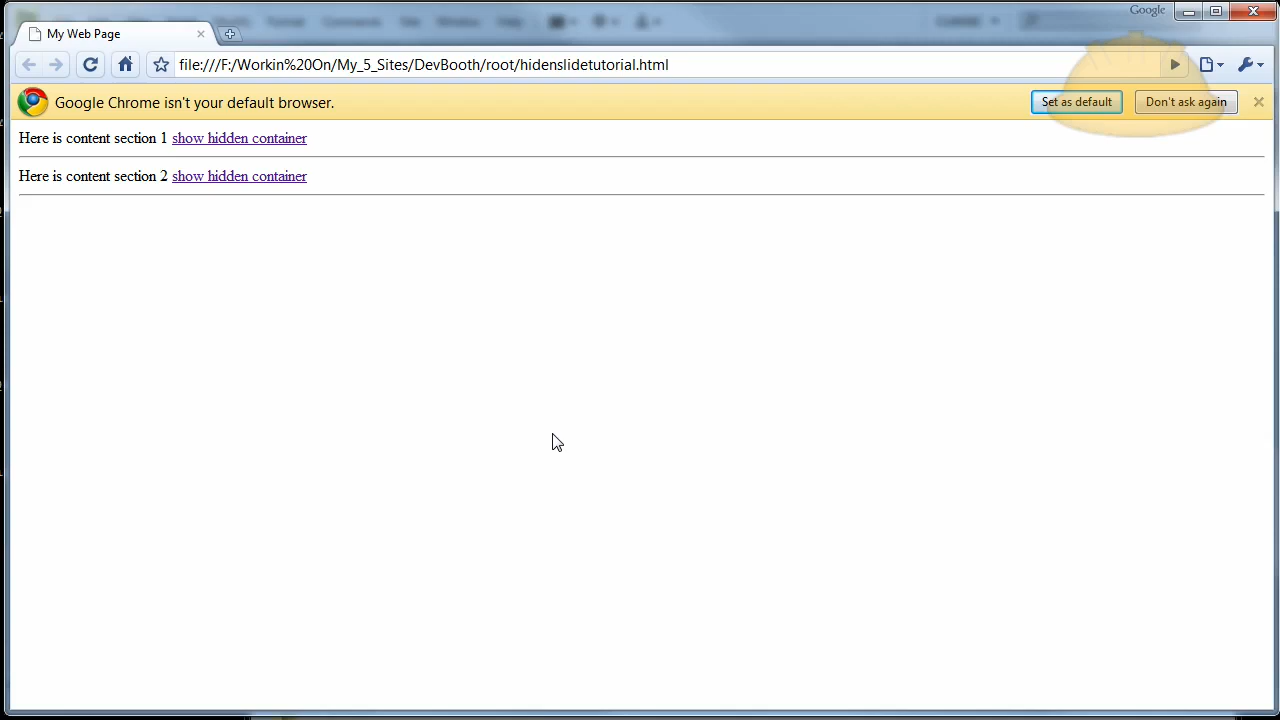 Google
My Web Page
file:///F:/Workin%20On/My_5_Sites/DevBooth/root/hidenslidetutorial.html
Google Chrome isn't your default browser.
Set as default
Don't ask again
Here is content section 1 show hidden container
Here is content section 2 show hidden container